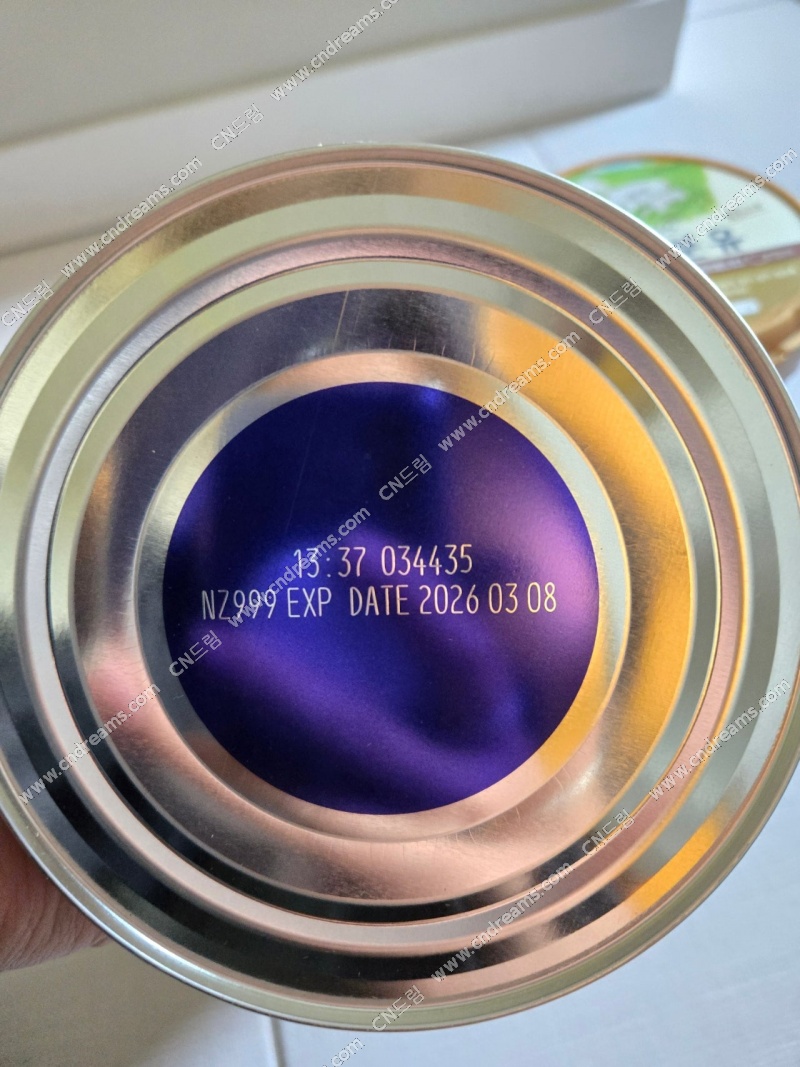 13:37 034435
NZ999 EXP DATE 2026 03 08
CN드림 www.cndreams.com